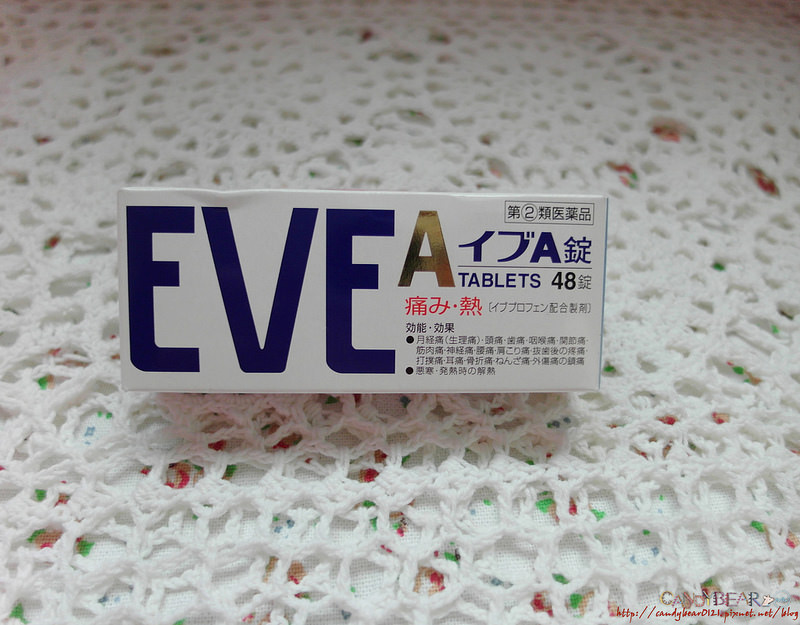 EVE A
第②類医薬品
イブA錠
TABLETS 48錠
痛み・熱 [イブプロフェン配合製剤]
効能・効果
●月経痛(生理痛)・頭痛・歯痛・咽喉痛・関節痛・
筋肉痛・神経痛・腰痛・肩こり痛・抜歯後の疼痛・
打撲痛・耳痛・骨折痛・ねんざ痛・外傷痛の鎮痛
●悪寒・発熱時の解熱
CANDYBEAR
http://candybear0121.pixnet.net/blog